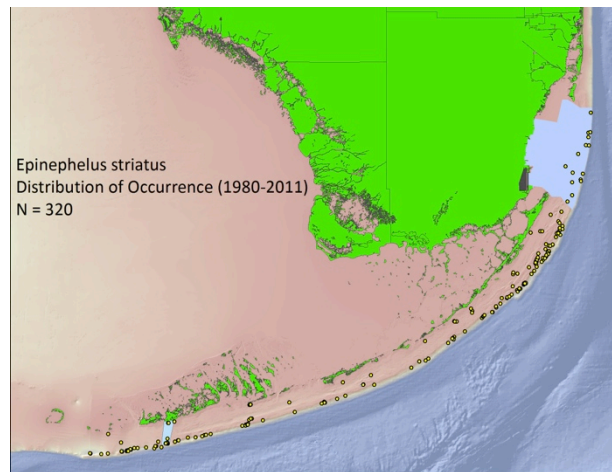 Epinephelus striatus
Distribution of Occurrence (1980-2011)
N = 320